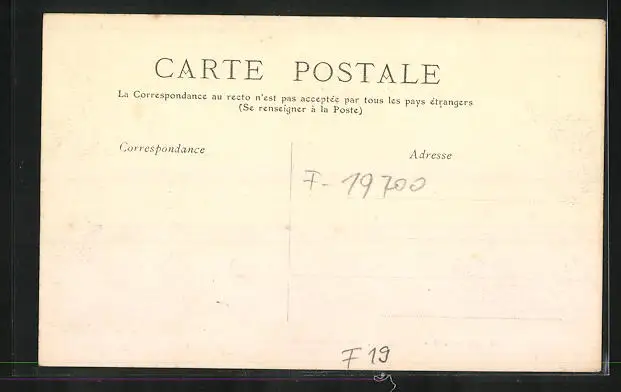 CARTE POSTALE
La Correspondance au recto n'est pas acceptée par tous les pays étrangers
(Se renseigner à la Poste)
Correspondance
Adresse
F-19700
F19